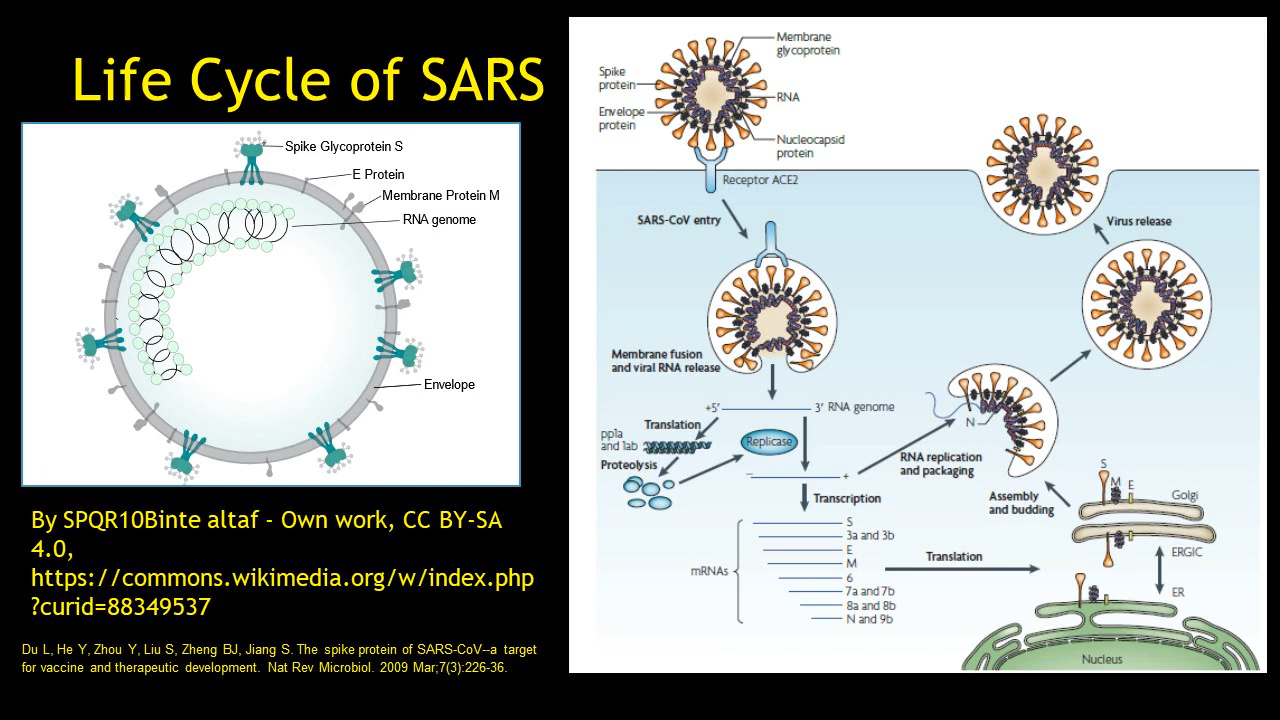 Life Cycle of SARS
Spike Glycoprotein S
E Protein
Membrane Protein M
RNA genome
Envelope
By SPQR10Binte altaf - Own work, CC BY-SA
4.0,
https://commons.wikimedia.org/w/index.php
?curid=88349537
Du L, He Y, Zhou Y, Liu S, Zheng BJ, Jiang S. The spike protein of SARS-CoV--a target
for vaccine and therapeutic development. Nat Rev Microbiol. 2009 Mar;7(3):226-36.
Membrane
glycoprotein
Spike
protein
RNA
Envelope
protein
Nucleocapsid
protein
Receptor ACE2
SARS-CoV entry
Virus release
Membrane fusion
and viral RNA release
+5′
3′ RNA genome
Translation
pp1a
and 1ab
Replicase
Proteolysis
N
RNA replication
and packaging
− +
Transcription
Assembly
and budding
S
M E
Golgi
ERGIC
ER
mRNAs
S
3a and 3b
E
M
6
7a and 7b
8a and 8b
N and 9b
Translation
Nucleus